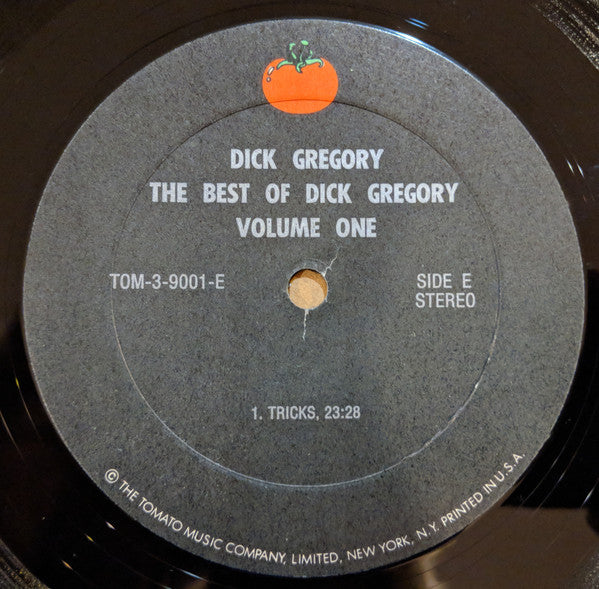 DICK GREGORY
THE BEST OF DICK GREGORY
VOLUME ONE
TOM-3-9001-E
SIDE E
STEREO
1. TRICKS, 23:28
© THE TOMATO MUSIC COMPANY, LIMITED, NEW YORK, N.Y. PRINTED IN U.S.A.